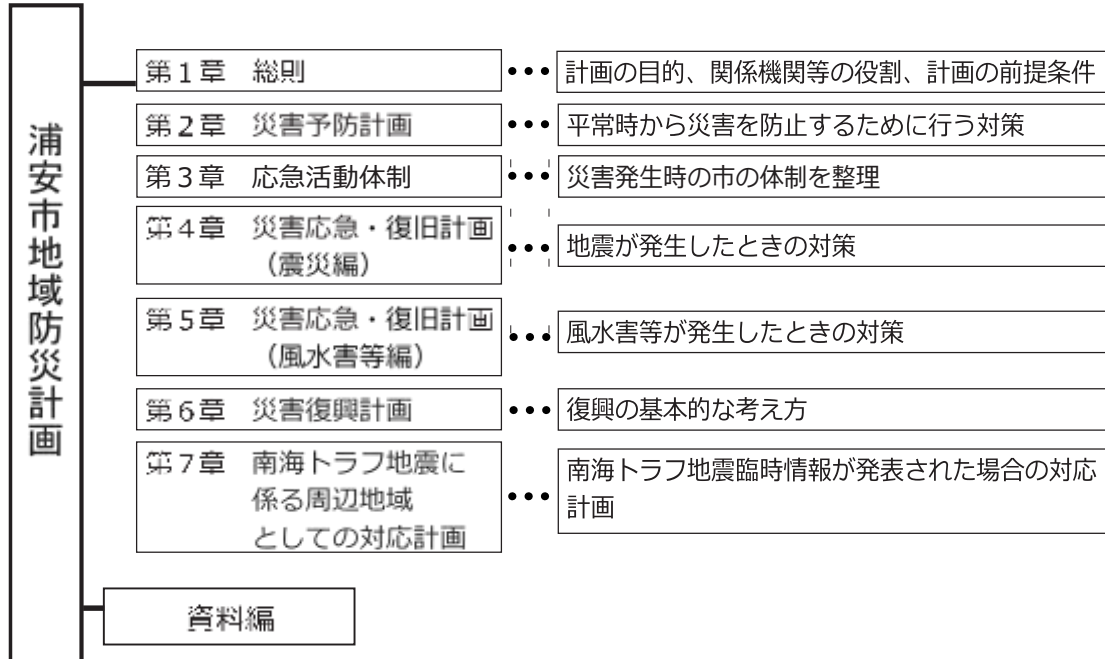 浦安市地域防災計画
第1章 総則 ••• 計画の目的、関係機関等の役割、計画の前提条件
第2章 災害予防計画 ••• 平常時から災害を防止するために行う対策
第3章 応急活動体制 ••• 災害発生時の市の体制を整理
第4章 災害応急・復旧計画
（震災編） ••• 地震が発生したときの対策
第5章 災害応急・復旧計画
（風水害等編） ••• 風水害等が発生したときの対策
第6章 災害復興計画 ••• 復興の基本的な考え方
第7章 南海トラフ地震に
係る周辺地域
としての対応計画 •••
南海トラフ地震臨時情報が発表された場合の対応
計画
資料編